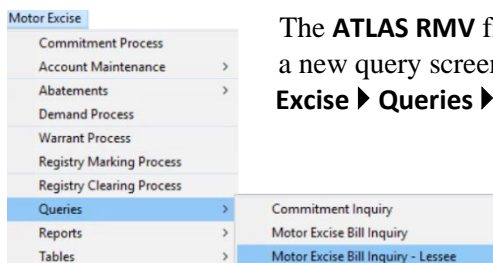 Motor Excise
Commitment Process
Account Maintenance
Abatements
Demand Process
Warrant Process
Registry Marking Process
Registry Clearing Process
Queries
Reports
Tables
Commitment Inquiry
Motor Excise Bill Inquiry
Motor Excise Bill Inquiry - Lessee
The ATLAS RMV
a new query
Excise ▶ Queries ▶